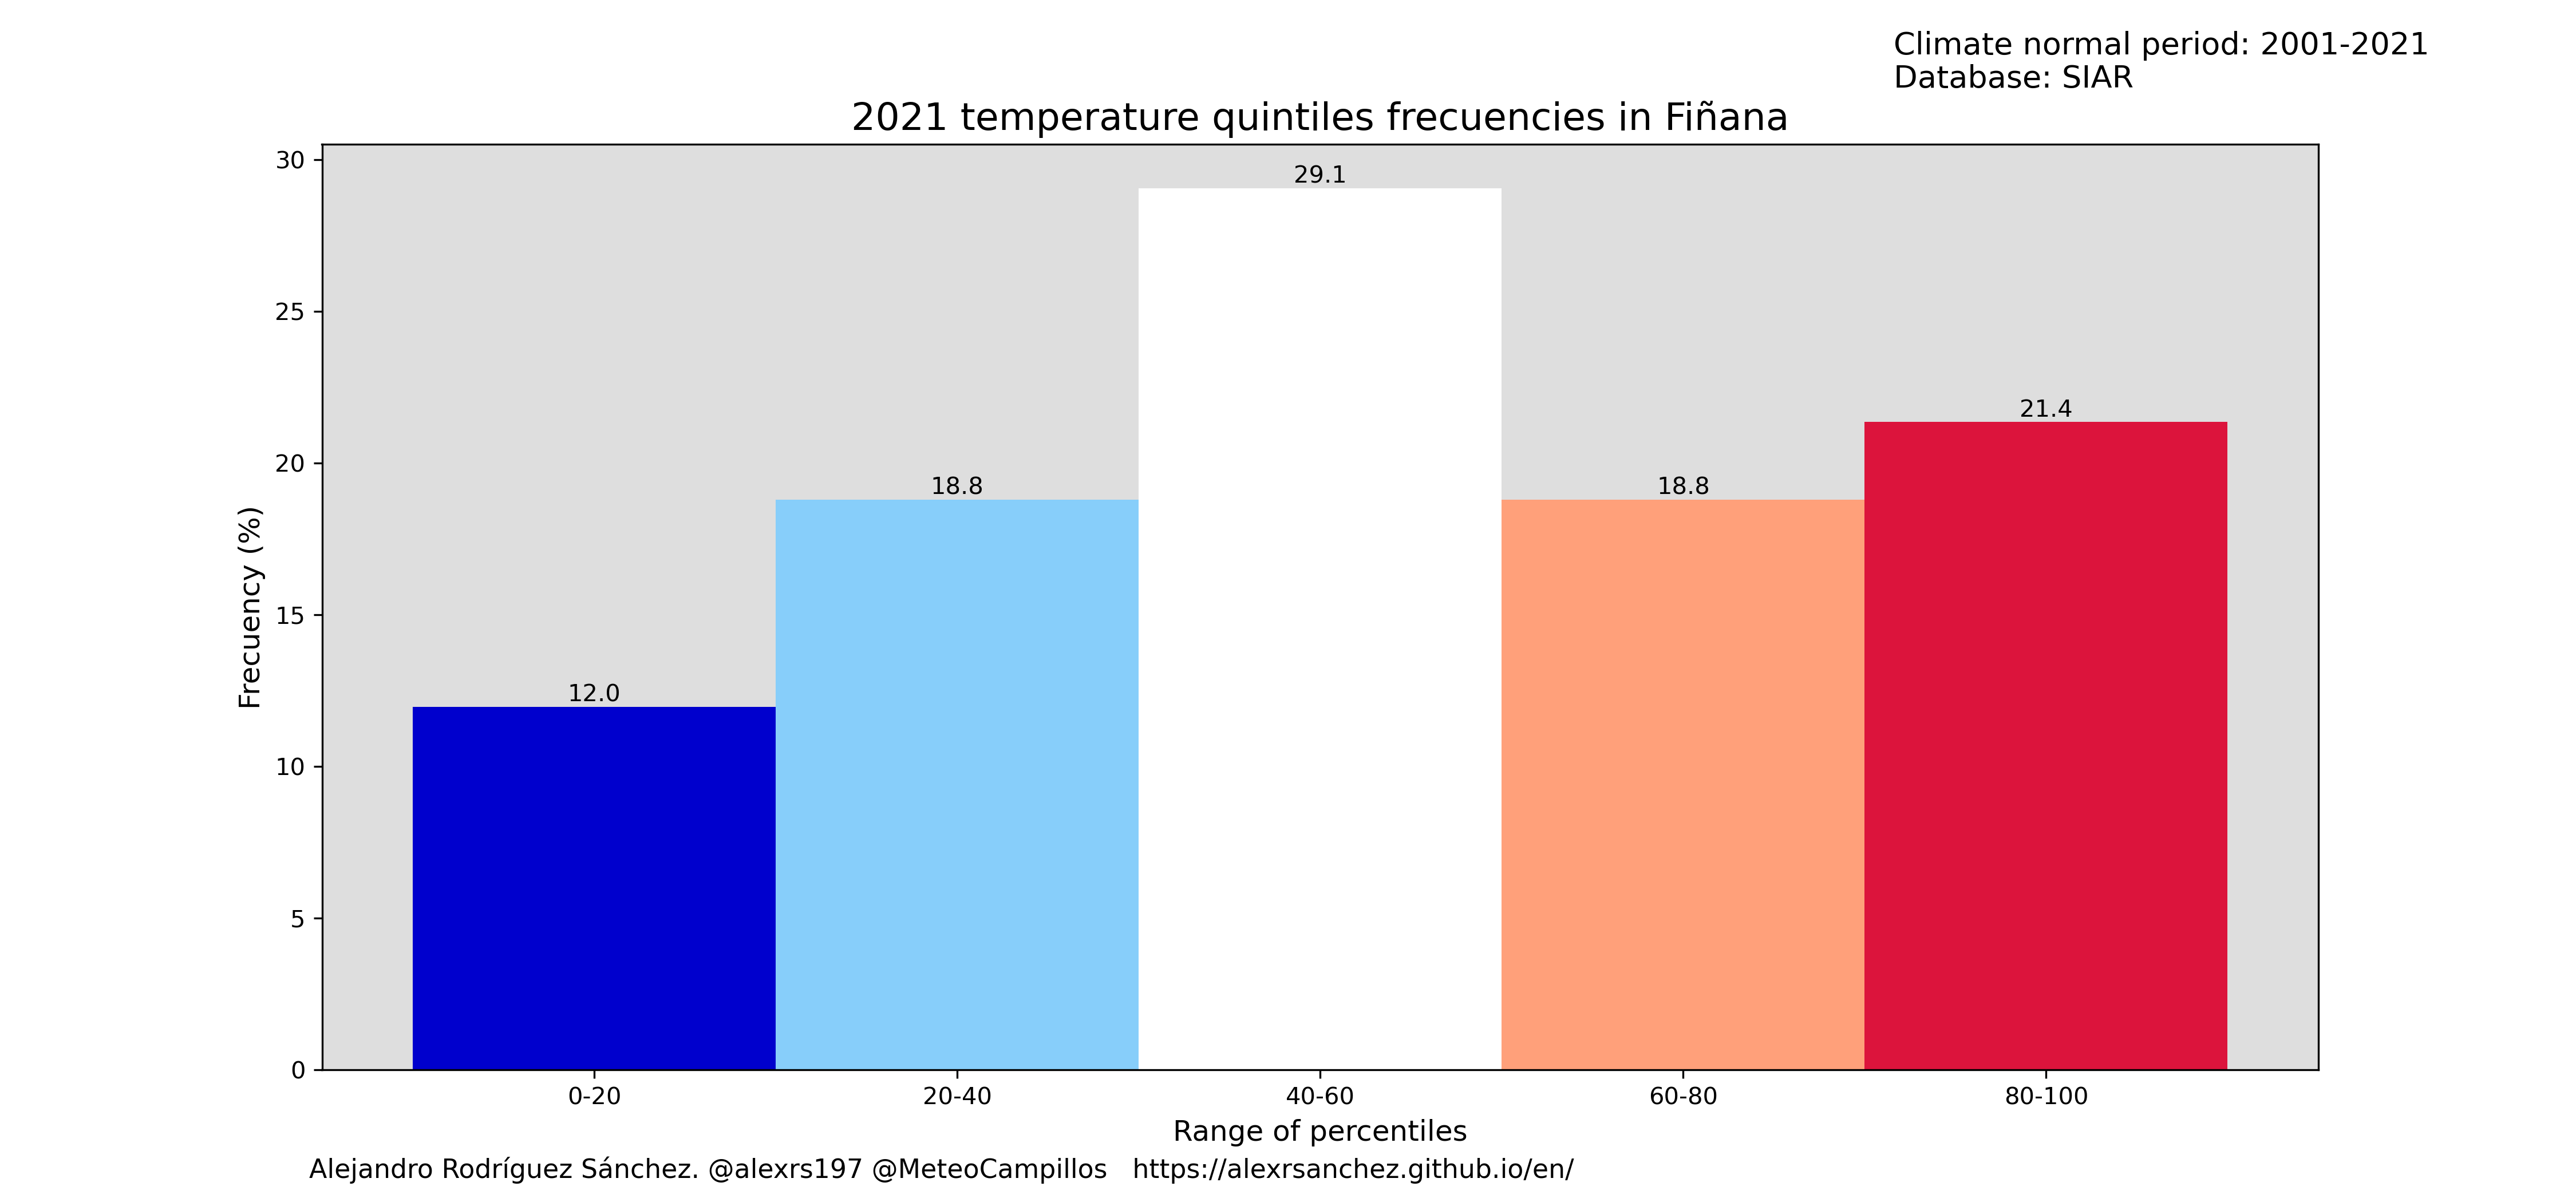 Climate normal period: 2001-2021
Database: SIAR
2021 temperature quintiles frecuencies in Fiñana
30
25
20
15
10
5
0
Frecuency (%)
12.0
18.8
29.1
18.8
21.4
0-20
20-40
40-60
60-80
80-100
Range of percentiles
Alejandro Rodríguez Sánchez. @alexrs197 @MeteoCampillos https://alexrsanchez.github.io/en/